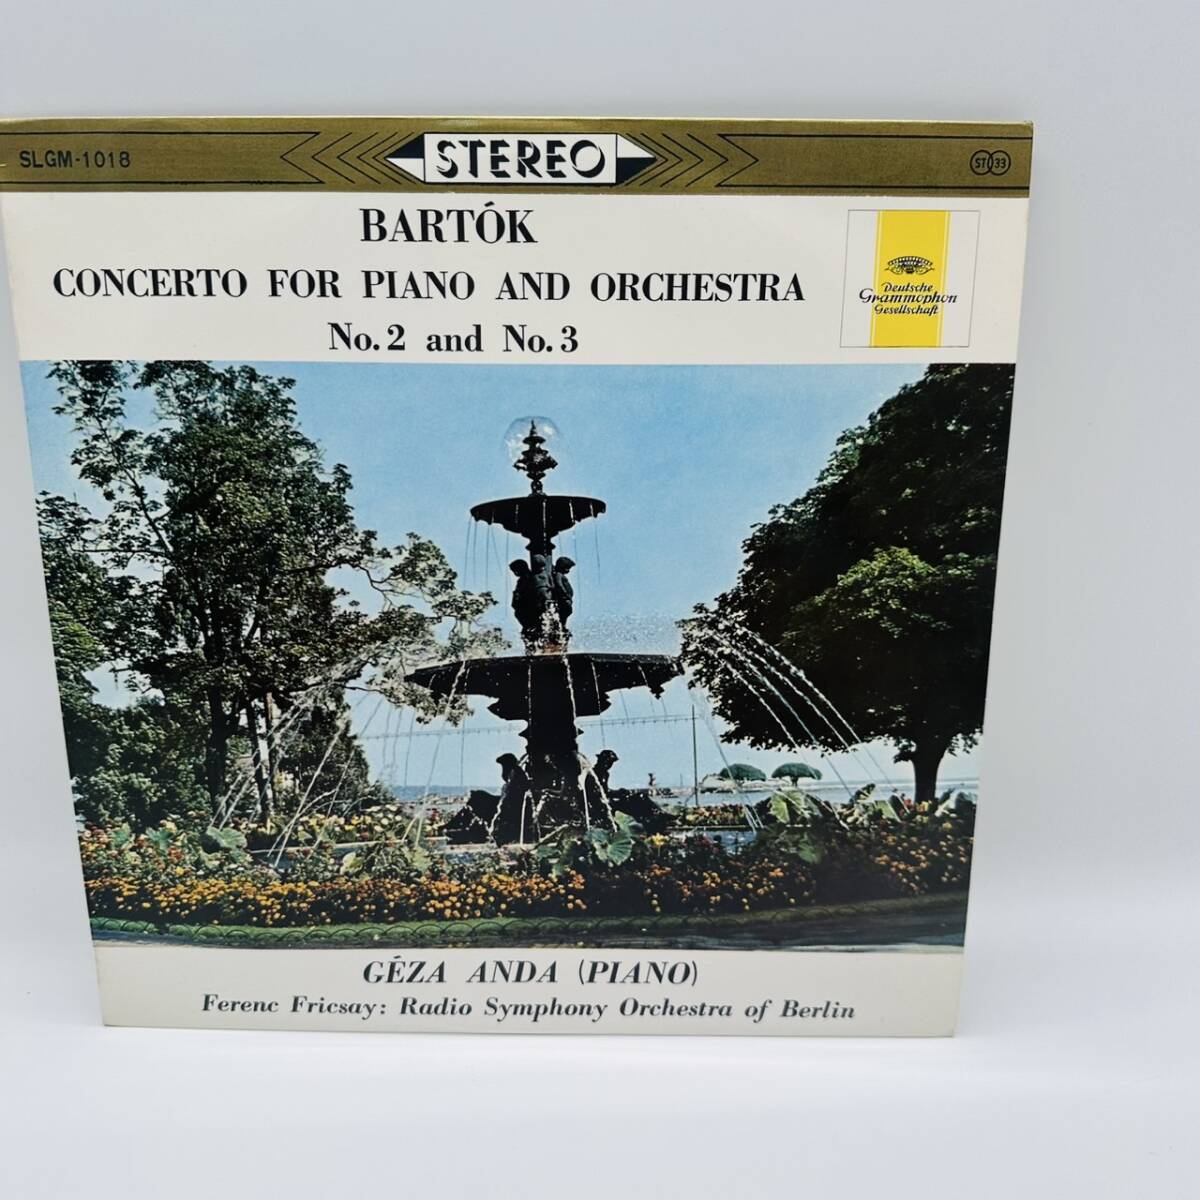 SLGM-1018
STEREO
ST 33
BARTÓK
CONCERTO FOR PIANO AND ORCHESTRA
No. 2 and No. 3
Deutsche
Grammophon
Gesellschaft
GÉZA ANDA (PIANO)
Ferenc Fricsay: Radio Symphony Orchestra of Berlin